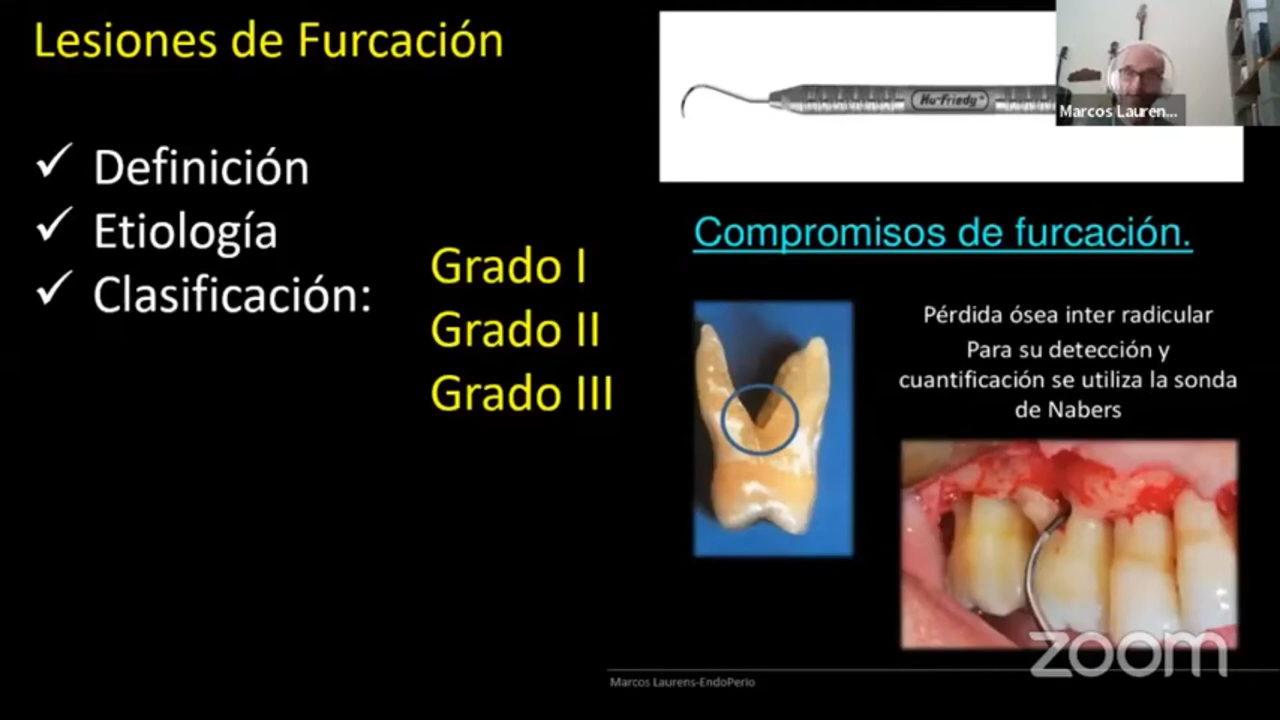 Lesiones de Furcación
✓ Definición
✓ Etiología
✓ Clasificación:
Grado I
Grado II
Grado III
Hu-Friedy
Marcos Lauren...
Compromisos de furcación.
Pérdida ósea inter radicular
Para su detección y
cuantificación se utiliza la sonda
de Nabers
zoom
Marcos Laurens-EndoPerio